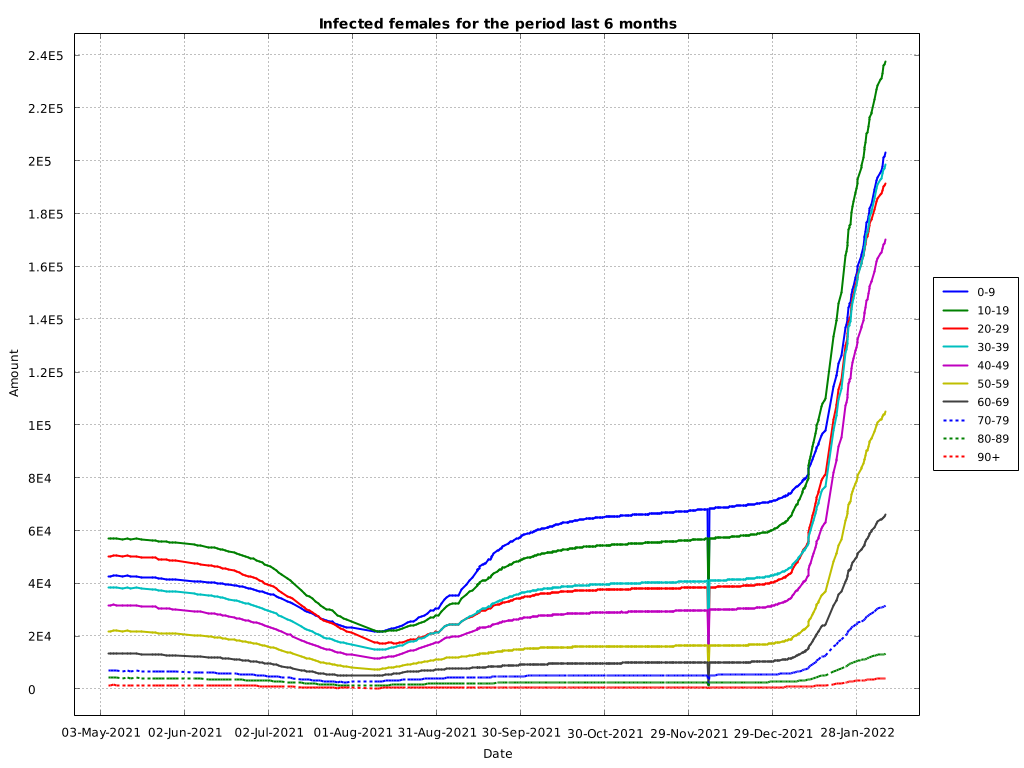 Infected females for the period last 6 months
Amount
2.4E5
2.2E5
2E5
1.8E5
1.6E5
1.4E5
1.2E5
1E5
8E4
6E4
4E4
2E4
0
03-May-2021 02-Jun-2021 02-Jul-2021 01-Aug-2021 31-Aug-2021 30-Sep-2021 30-Oct-2021 29-Nov-2021 29-Dec-2021 28-Jan-2022
Date
0-9
10-19
20-29
30-39
40-49
50-59
60-69
70-79
80-89
90+